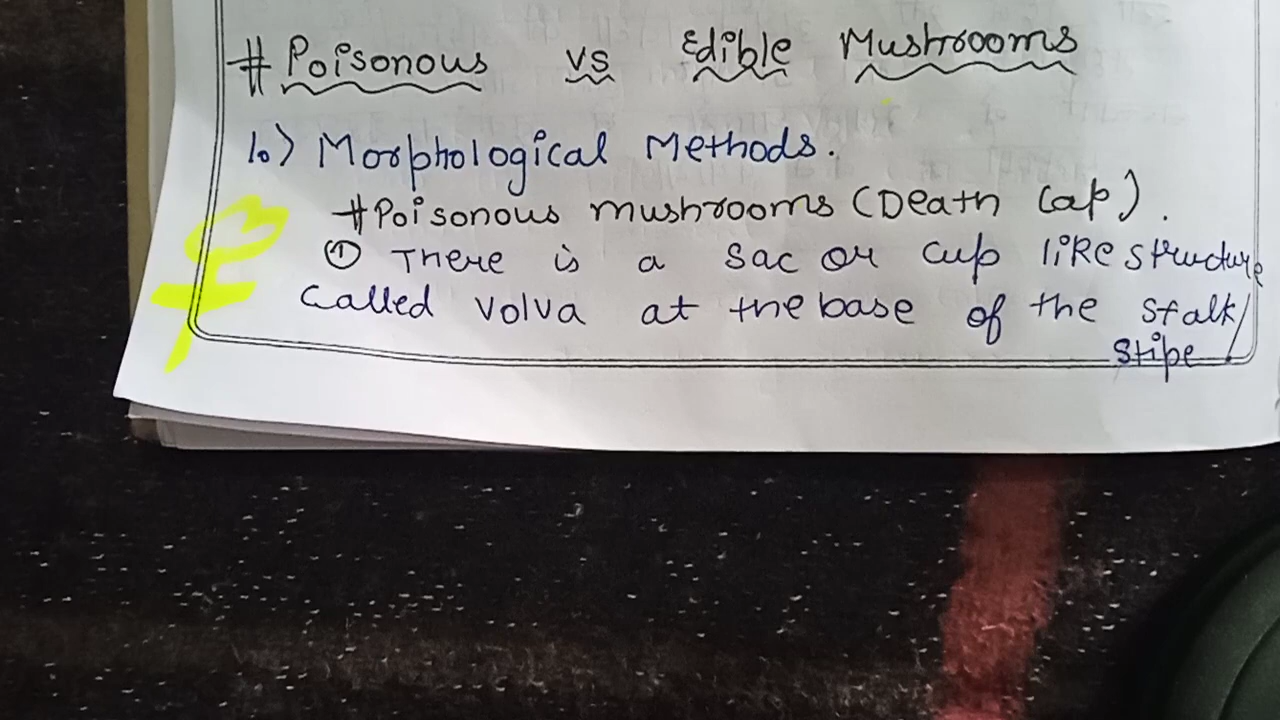 # Poisonous vs Edible Mushrooms
1.) Morphological Methods.
# Poisonous mushrooms (Death Cap).
① There is a sac or cup like structure
called volva at the base of the stalk/
stipe